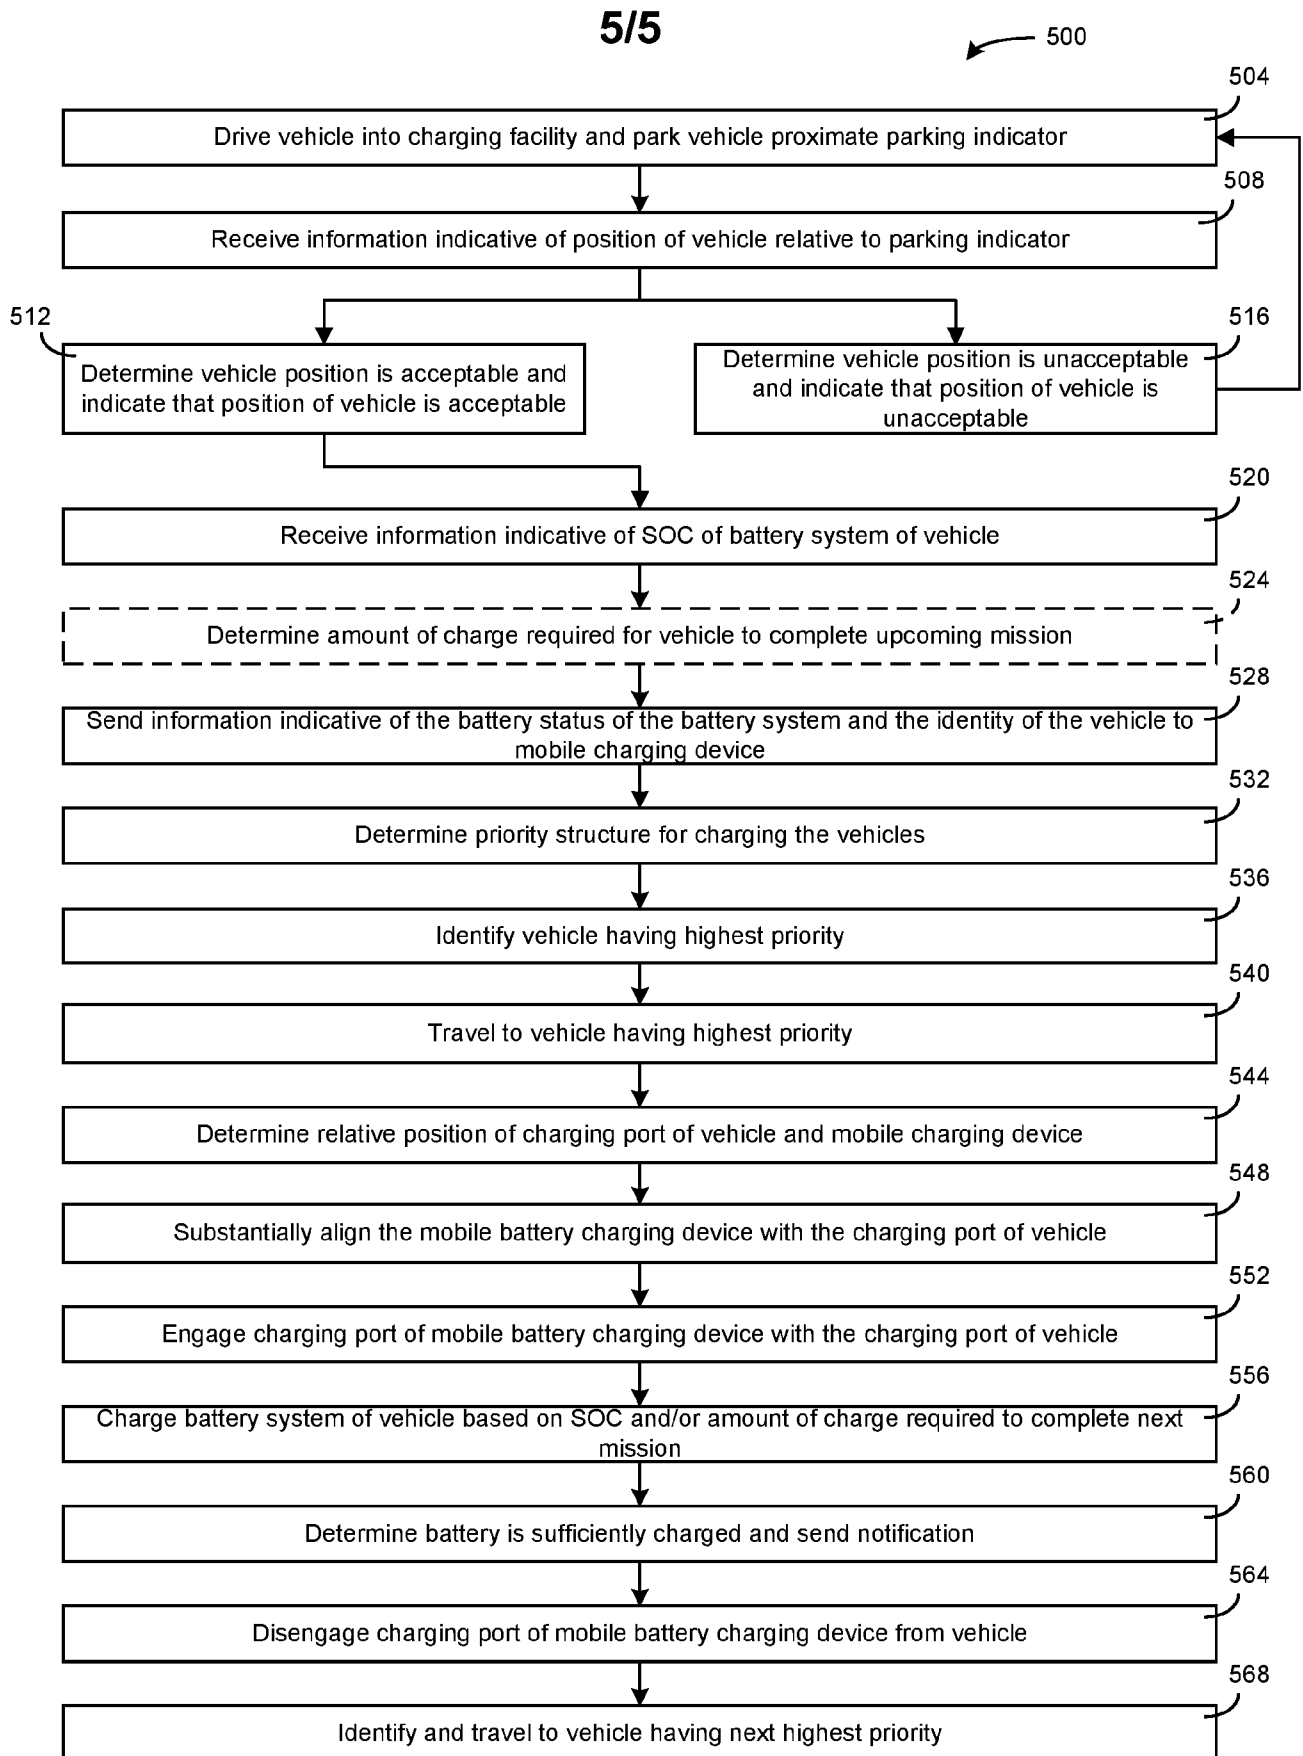 5/5
500
504
Drive vehicle into charging facility and park vehicle proximate parking indicator
508
Receive information indicative of position of vehicle relative to parking indicator
512
Determine vehicle position is acceptable and
indicate that position of vehicle is acceptable
516
Determine vehicle position is unacceptable
and indicate that position of vehicle is
unacceptable
520
Receive information indicative of SOC of battery system of vehicle
524
Determine amount of charge required for vehicle to complete upcoming mission
528
Send information indicative of the battery status of the battery system and the identity of the vehicle to
mobile charging device
532
Determine priority structure for charging the vehicles
536
Identify vehicle having highest priority
540
Travel to vehicle having highest priority
544
Determine relative position of charging port of vehicle and mobile charging device
548
Substantially align the mobile battery charging device with the charging port of vehicle
552
Engage charging port of mobile battery charging device with the charging port of vehicle
556
Charge battery system of vehicle based on SOC and/or amount of charge required to complete next
mission
560
Determine battery is sufficiently charged and send notification
564
Disengage charging port of mobile battery charging device from vehicle
568
Identify and travel to vehicle having next highest priority